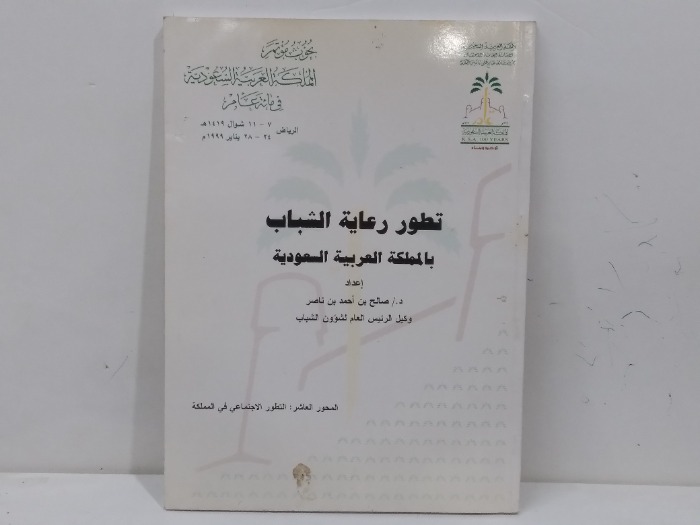 بحوث مؤتمر
المملكة العربية السعودية
في مائة عام
الرياض ٧ – ١١ شوال ١٤١٩هـ
٢٤ – ٢٨ يناير ١٩٩٩م
K.S.A. 100 YEARS
تطور رعاية الشباب
بالمملكة العربية السعودية
إعداد
د./ صالح بن أحمد بن ناصر
وكيل الرئيس العام لشؤون الشباب
المحور العاشر: التطور الاجتماعي في المملكة